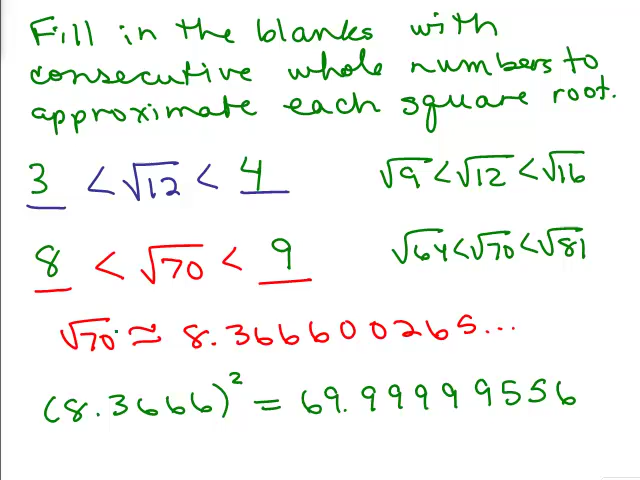 Fill in the blanks with
consecutive whole numbers to
approximate each square root.
3 < √12 < 4 √9 < √12 < √16
8 < √70 < 9 √64 < √70 < √81
√70 ≈ 8.366600265...
(8.3666)² = 69.99999556